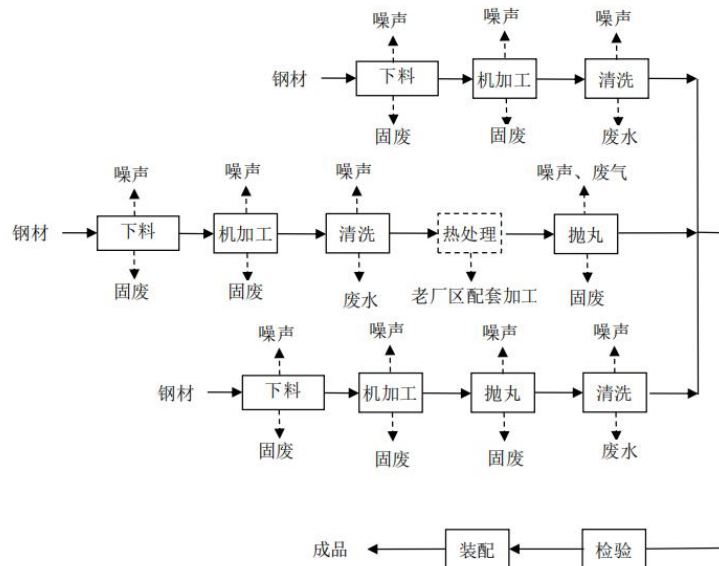 噪声 噪声 噪声
钢材 下料 机加工 清洗
固废 固废 废水
噪声 噪声 噪声 噪声、废气
钢材 下料 机加工 清洗 热处理 抛丸
固废 固废 废水 老厂区配套加工 固废
噪声 噪声 噪声 噪声
钢材 下料 机加工 抛丸 清洗
固废 固废 固废 废水
成品 装配 检验